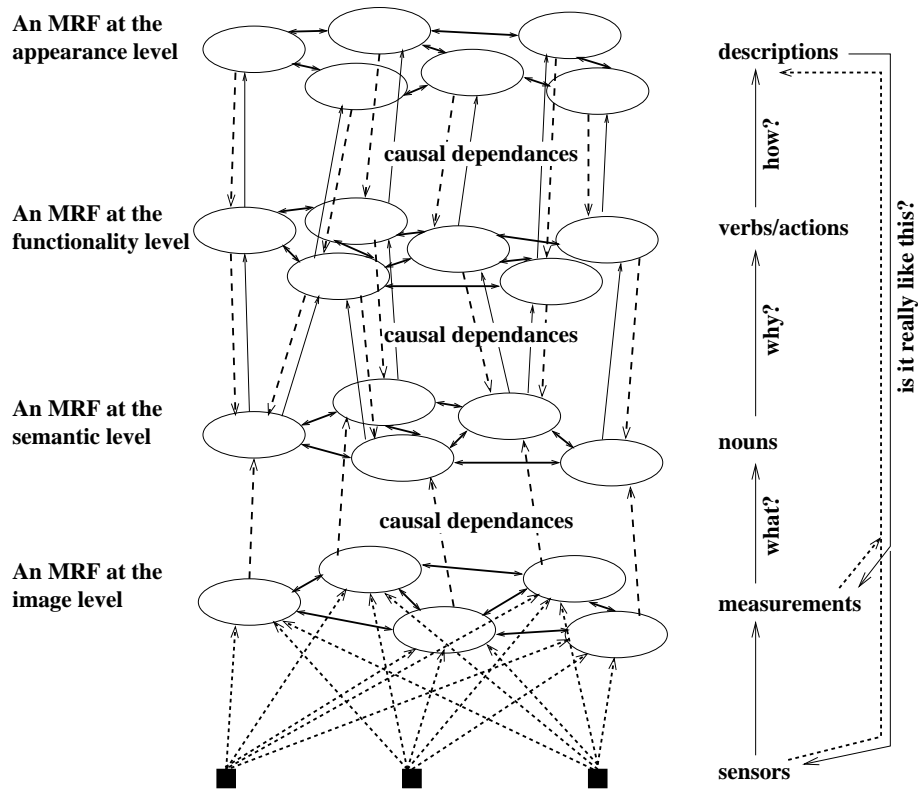 An MRF at the
appearance level
descriptions
how?
causal dependances
An MRF at the
functionality level
verbs/actions
is it really like this?
why?
causal dependances
An MRF at the
semantic level
nouns
what?
causal dependances
An MRF at the
image level
measurements
sensors